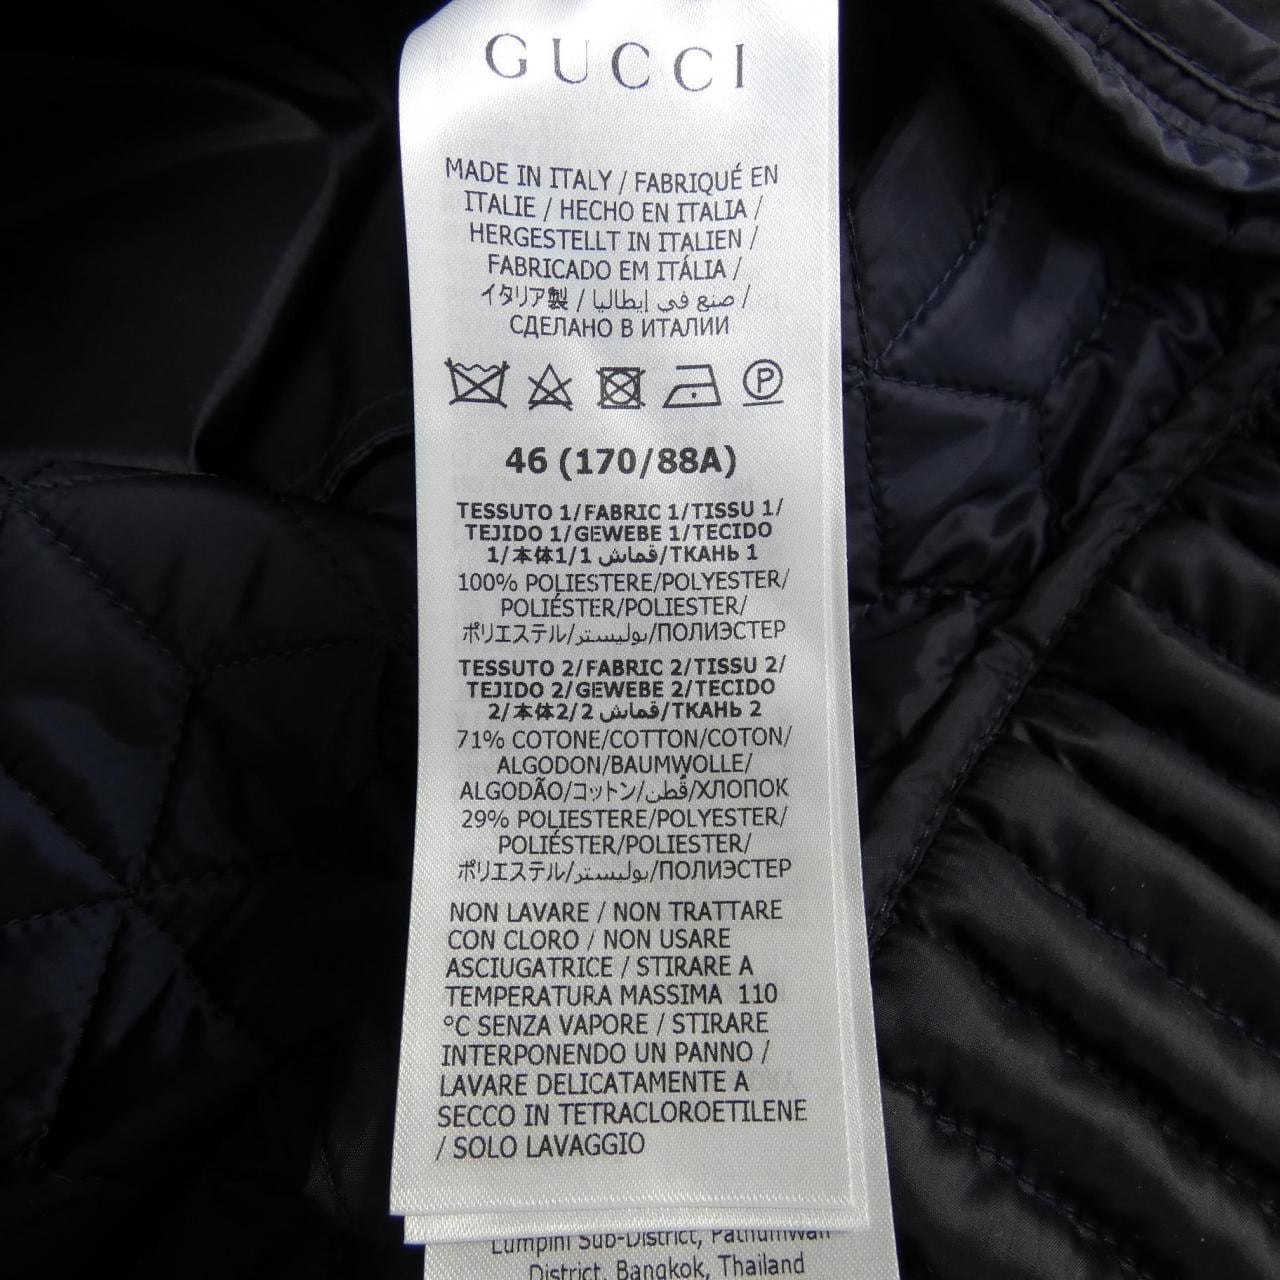 GUCCI
MADE IN ITALY / FABRIQUÉ EN
ITALIE / HECHO EN ITALIA /
HERGESTELLT IN ITALIEN /
FABRICADO EM ITÁLIA /
イタリア製 / صنع في إيطاليا /
СДЕЛАНО В ИТАЛИИ
P
46 (170/88A)
TESSUTO 1/FABRIC 1/TISSU 1/
TEJIDO 1/GEWEBE 1/TECIDO
1/本体1/قماش 1/ТКАНЬ 1
100% POLIESTERE/POLYESTER/
POLIÉSTER/POLIESTER/
ポリエステル/بوليستر/ПОЛИЭСТЕР
TESSUTO 2/FABRIC 2/TISSU 2/
TEJIDO 2/GEWEBE 2/TECIDO
2/本体2/قماش 2/ТКАНЬ 2
71% COTONE/COTTON/COTON/
ALGODON/BAUMWOLLE/
ALGODÃO/コットン/قطن/ХЛОПОК
29% POLIESTERE/POLYESTER/
POLIÉSTER/POLIESTER/
ポリエステル/بوليستر/ПОЛИЭСТЕР
NON LAVARE / NON TRATTARE
CON CLORO / NON USARE
ASCIUGATRICE / STIRARE A
TEMPERATURA MASSIMA 110
°C SENZA VAPORE / STIRARE
INTERPONENDO UN PANNO /
LAVARE DELICATAMENTE A
SECCO IN TETRACLOROETILENE
/ SOLO LAVAGGIO
Lumpini Sub-District, Pathumwan
District, Bangkok, Thailand